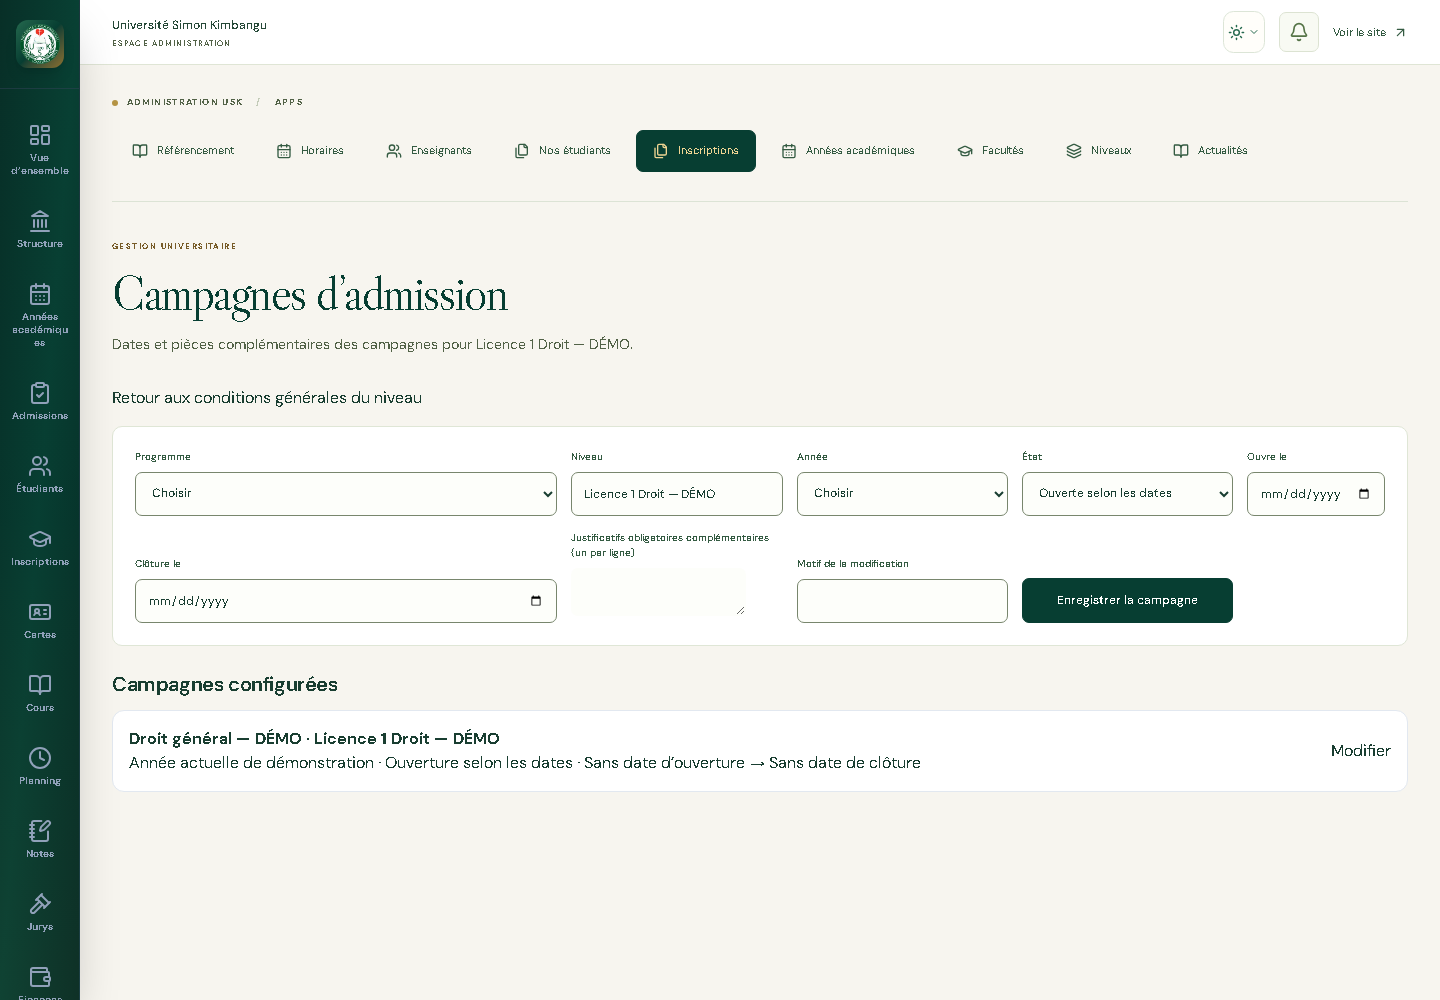 Université Simon Kimbangu
ESPACE ADMINISTRATION
Voir le site
ADMINISTRATION USK / APPS
Référencement
Horaires
Enseignants
Nos étudiants
Inscriptions
Années académiques
Facultés
Niveaux
Actualités
Vue
d’ensemble
Structure
Années
académiqu
es
Admissions
Étudiants
Inscriptions
Cartes
Cours
Planning
Notes
Jurys
Finances
GESTION UNIVERSITAIRE
Campagnes d’admission
Dates et pièces complémentaires des campagnes pour Licence 1 Droit — DÉMO.
Retour aux conditions générales du niveau
Programme
Choisir
Niveau
Licence 1 Droit — DÉMO
Année
Choisir
État
Ouverte selon les dates
Ouvre le
mm/dd/yyyy
Clôture le
mm/dd/yyyy
Justificatifs obligatoires complémentaires
(un par ligne)
Motif de la modification
Enregistrer la campagne
Campagnes configurées
Droit général — DÉMO · Licence 1 Droit — DÉMO
Année actuelle de démonstration · Ouverture selon les dates · Sans date d’ouverture → Sans date de clôture
Modifier